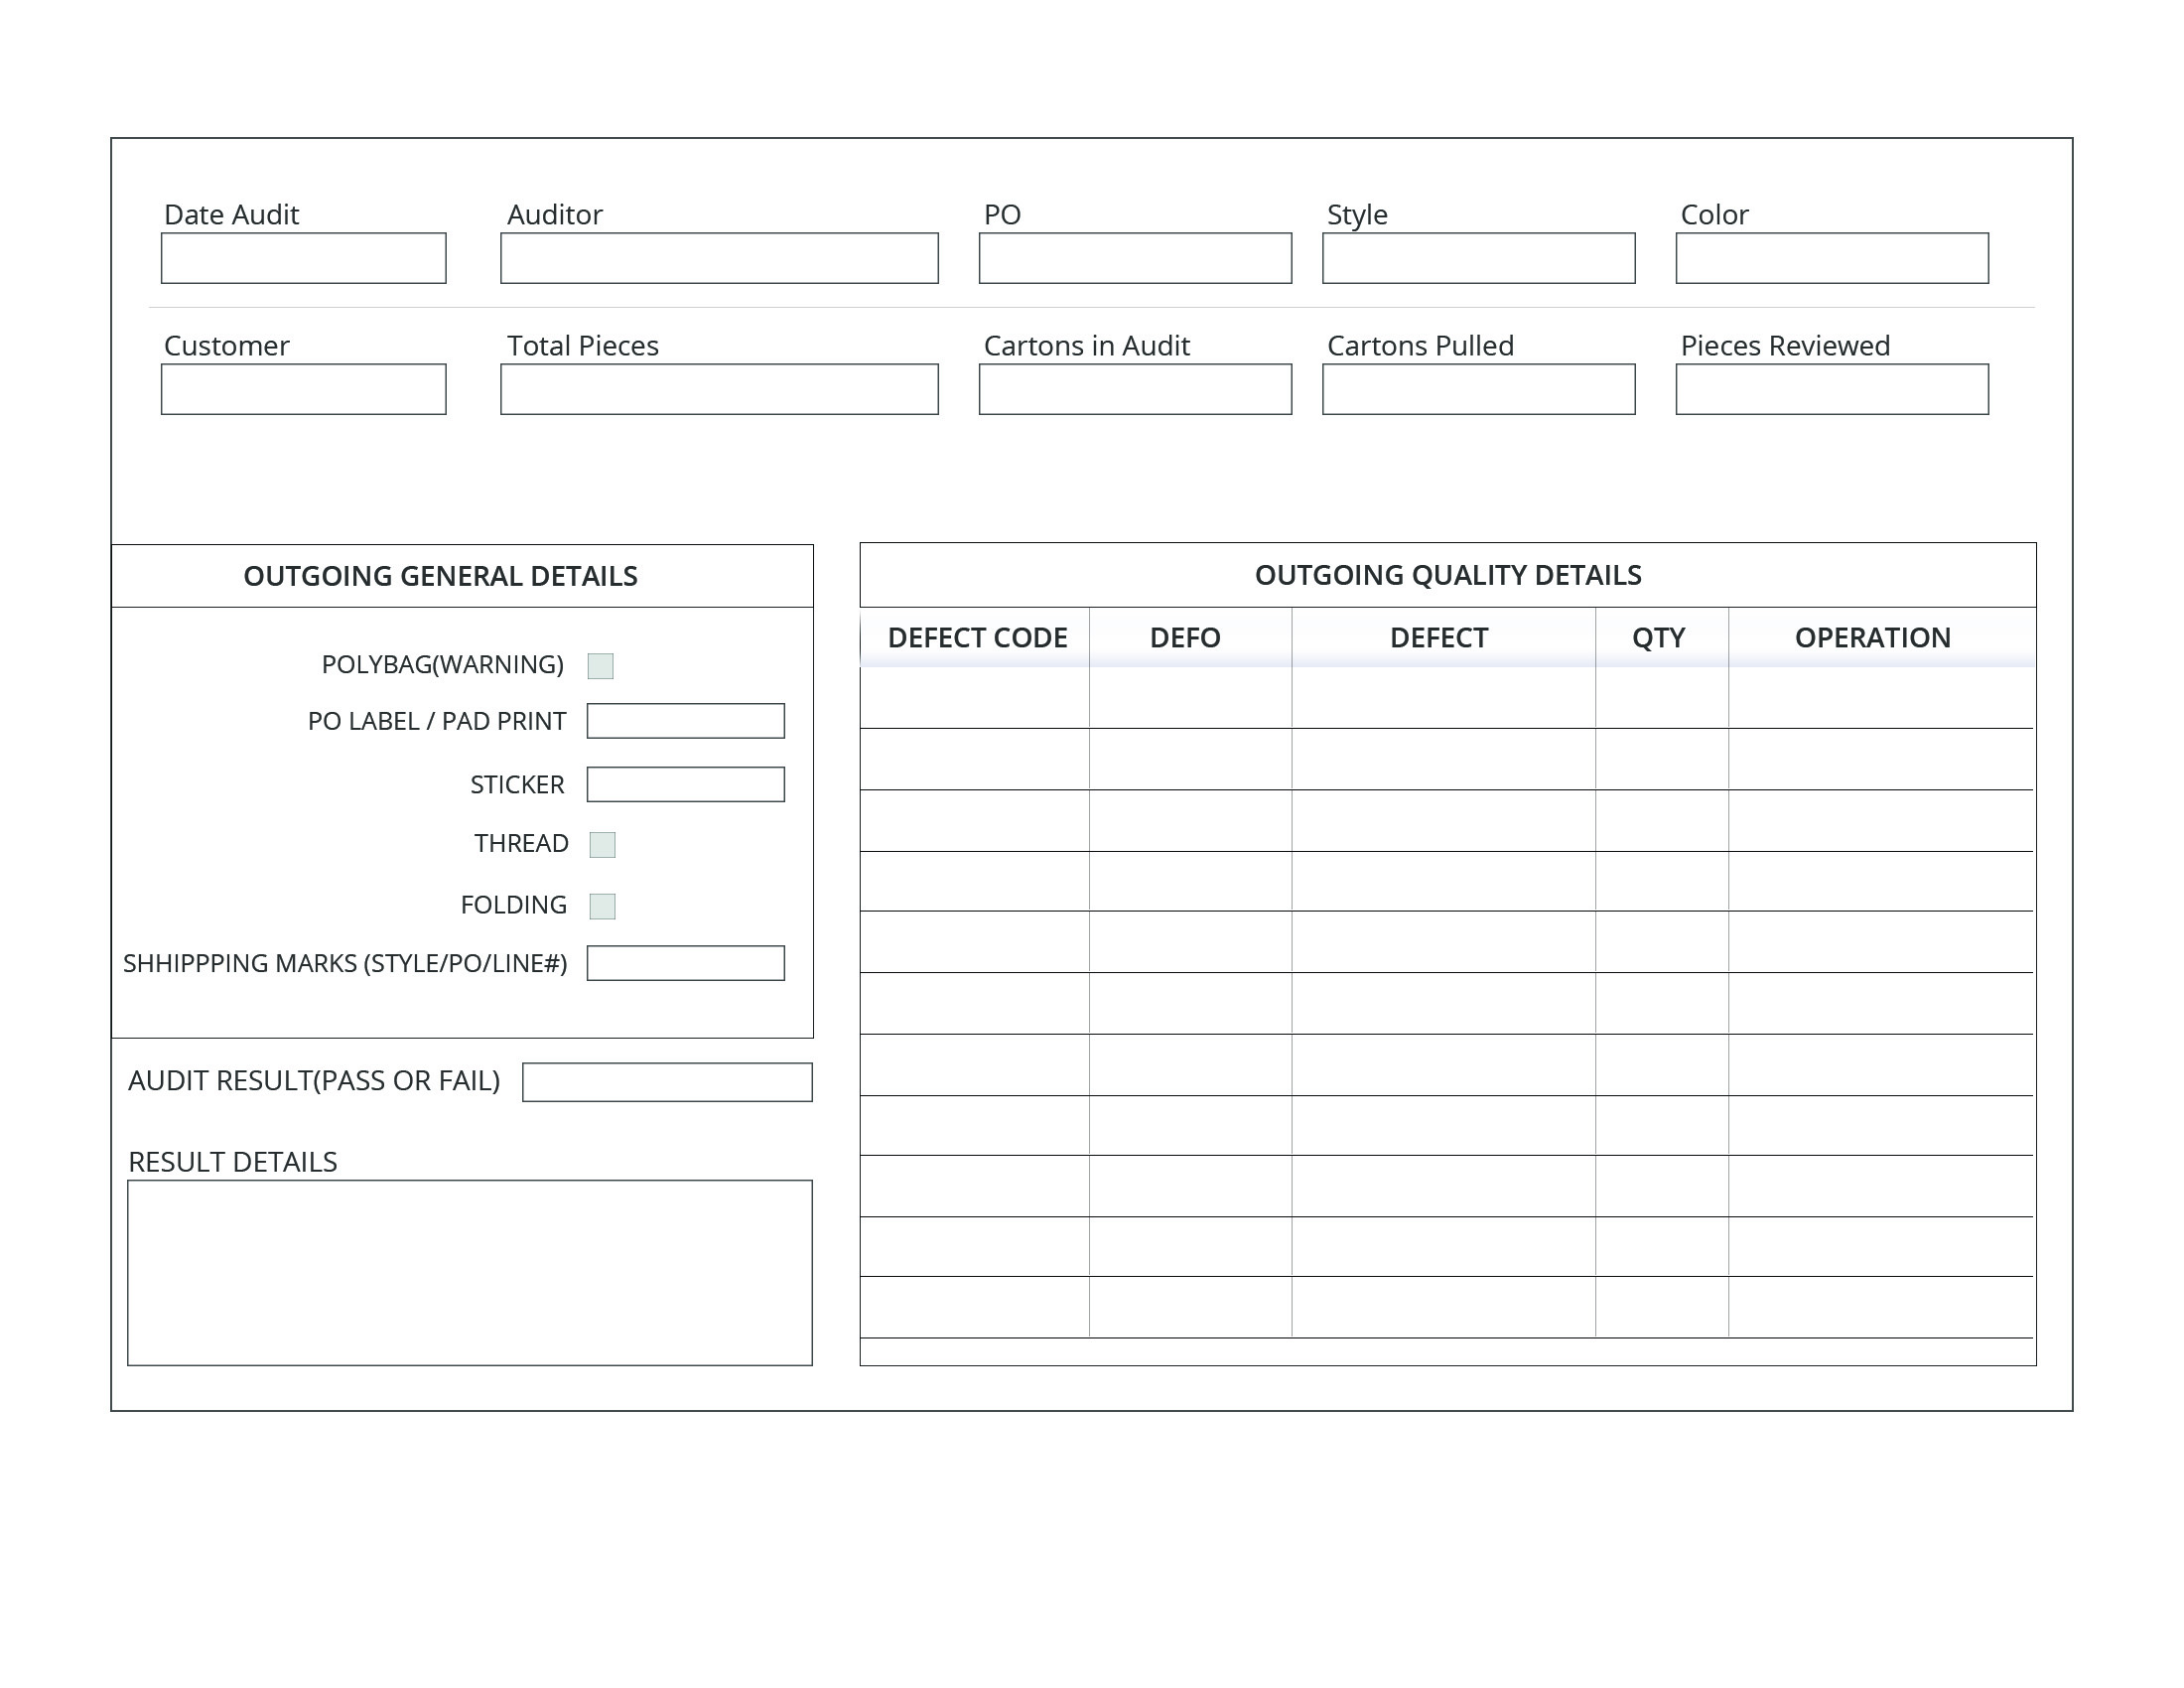 Date Audit Auditor PO Style Color
Customer Total Pieces Cartons in Audit Cartons Pulled Pieces Reviewed
OUTGOING GENERAL DETAILS
POLYBAG(WARNING)
PO LABEL / PAD PRINT
STICKER
THREAD
FOLDING
SHHIPPPING MARKS (STYLE/PO/LINE#)
AUDIT RESULT(PASS OR FAIL)
RESULT DETAILS
OUTGOING QUALITY DETAILS
DEFECT CODE DEFO DEFECT QTY OPERATION